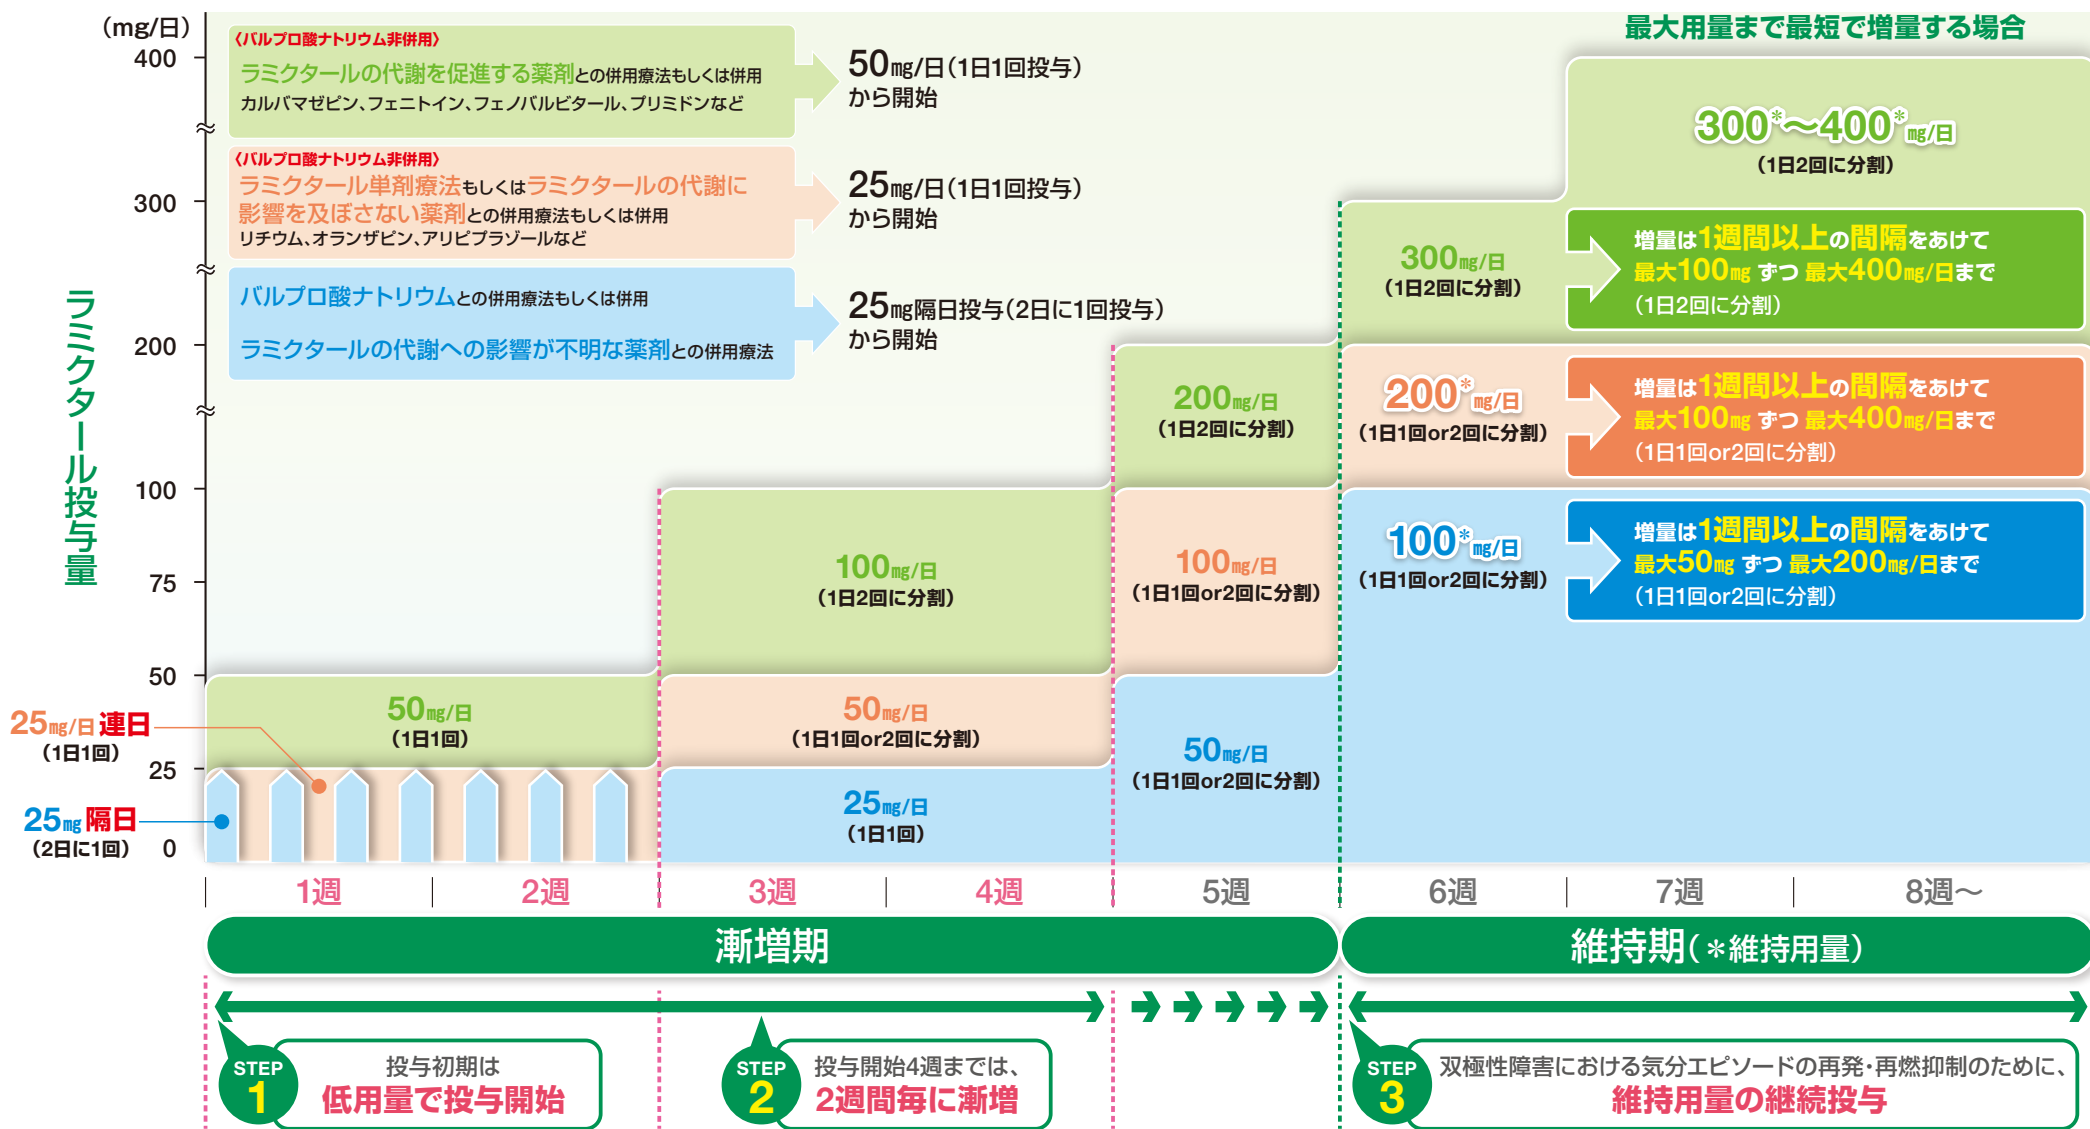 (mg/日)
400
300
200
100
75
50
25
0
ラミクタール投与量
〈バルプロ酸ナトリウム非併用〉
ラミクタールの代謝を促進する薬剤との併用療法もしくは併用
カルバマゼピン、フェニトイン、フェノバルビタール、プリミドンなど
50mg/日(1日1回投与)
から開始
〈バルプロ酸ナトリウム非併用〉
ラミクタール単剤療法もしくはラミクタールの代謝に
影響を及ぼさない薬剤との併用療法もしくは併用
リチウム、オランザピン、アリピプラゾールなど
25mg/日(1日1回投与)
から開始
バルプロ酸ナトリウムとの併用療法もしくは併用
ラミクタールの代謝への影響が不明な薬剤との併用療法
25mg隔日投与(2日に1回投与)
から開始
最大用量まで最短で増量する場合
300*〜400*mg/日
(1日2回に分割)
300mg/日
(1日2回に分割)
増量は1週間以上の間隔をあけて
最大100mg ずつ 最大400mg/日まで
(1日2回に分割)
200mg/日
(1日2回に分割)
200*mg/日
(1日1回or2回に分割)
増量は1週間以上の間隔をあけて
最大100mg ずつ 最大400mg/日まで
(1日1回or2回に分割)
100mg/日
(1日2回に分割)
100mg/日
(1日1回or2回に分割)
100*mg/日
(1日1回or2回に分割)
増量は1週間以上の間隔をあけて
最大50mg ずつ 最大200mg/日まで
(1日1回or2回に分割)
50mg/日
(1日1回)
50mg/日
(1日1回or2回に分割)
50mg/日
(1日1回or2回に分割)
25mg/日 連日
(1日1回)
25mg 隔日
(2日に1回)
25mg/日
(1日1回)
1週
2週
3週
4週
5週
6週
7週
8週〜
漸増期
維持期(*維持用量)
STEP
1
投与初期は
低用量で投与開始
STEP
2
投与開始4週までは、
2週間毎に漸増
STEP
3
双極性障害における気分エピソードの再発・再燃抑制のために、
維持用量の継続投与